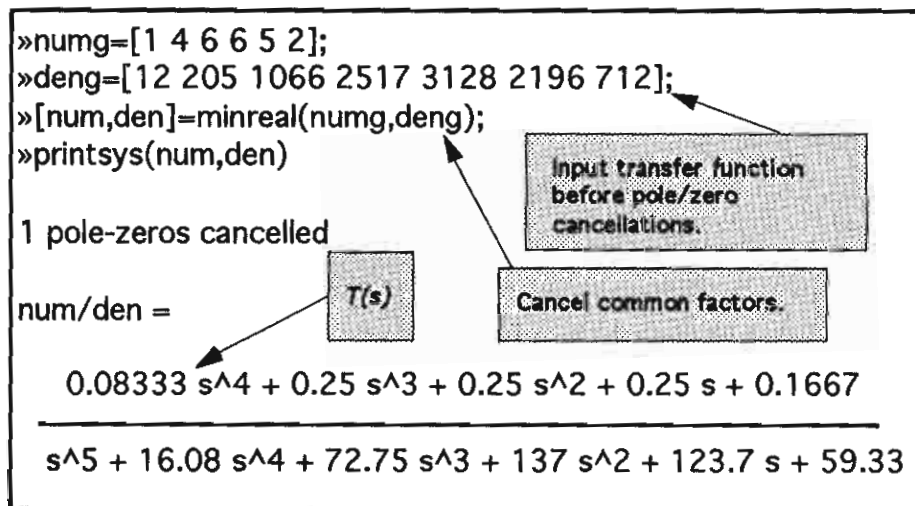 »numg=[1 4 6 6 5 2];
»deng=[12 205 1066 2517 3128 2196 712];
»[num,den]=minreal(numg,deng);
»printsys(num,den)
Input transfer function
before pole/zero
cancellations.
1 pole-zeros cancelled
T(s)
Cancel common factors.
num/den =
0.08333 s^4 + 0.25 s^3 + 0.25 s^2 + 0.25 s + 0.1667
s^5 + 16.08 s^4 + 72.75 s^3 + 137 s^2 + 123.7 s + 59.33